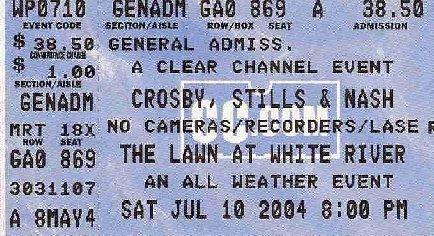 WP0710 GENADM GA0 869 A 38.50
EVENT CODE SECTION/AISLE ROW/BOX SEAT ADMISSION
$ 38.50 GENERAL ADMISS.
CONVENIENCE CHARGE
$ 1.00 A CLEAR CHANNEL EVENT
SECTION/AISLE
GENADM CROSBY, STILLS & NASH
MRT 18X NO CAMERAS/RECORDERS/LASE R
ROW SEAT
GA0 869 THE LAWN AT WHITE RIVER
3031107 AN ALL WEATHER EVENT
A 8MAY4 SAT JUL 10 2004 8:00 PM